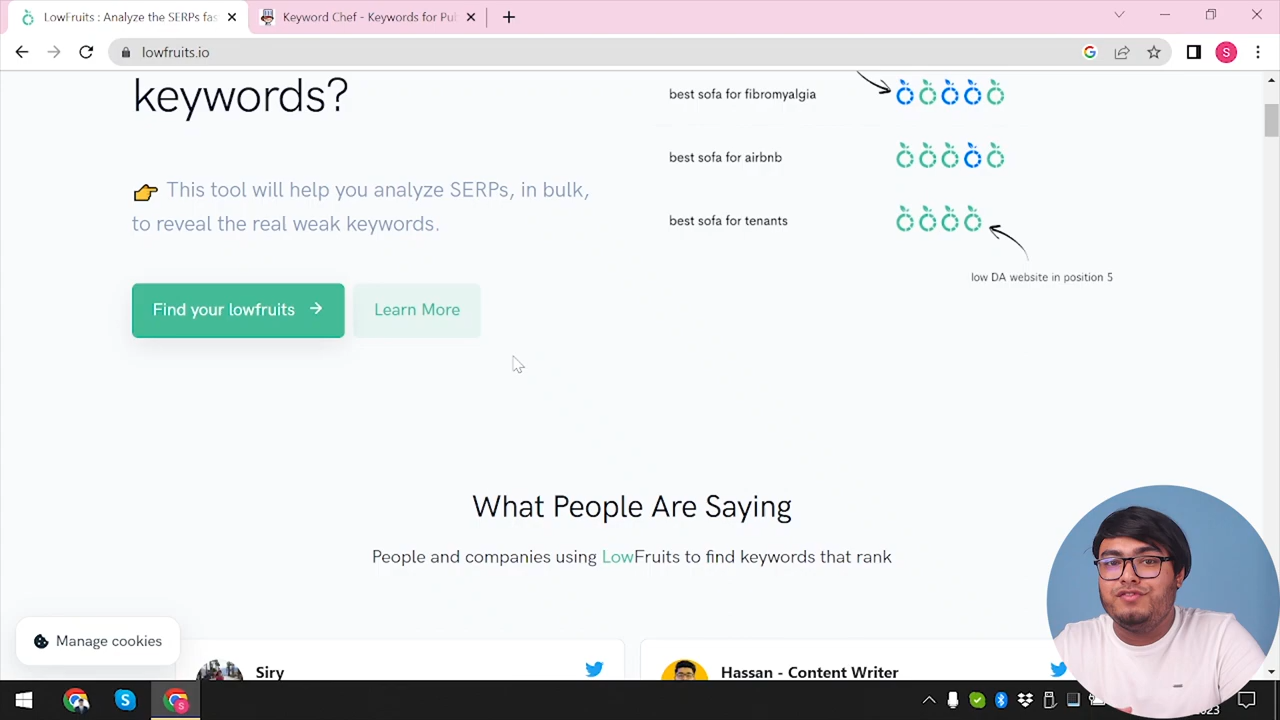 LowFruits : Analyze the SERPs fas
Keyword Chef - Keywords for Pu
lowfruits.io
keywords?
This tool will help you analyze SERPs, in bulk,
to reveal the real weak keywords.
Find your lowfruits
Learn More
best sofa for fibromyalgia
best sofa for airbnb
best sofa for tenants
low DA website in position 5
What People Are Saying
People and companies using LowFruits to find keywords that rank
Manage cookies
Siry
Hassan - Content Writer
S